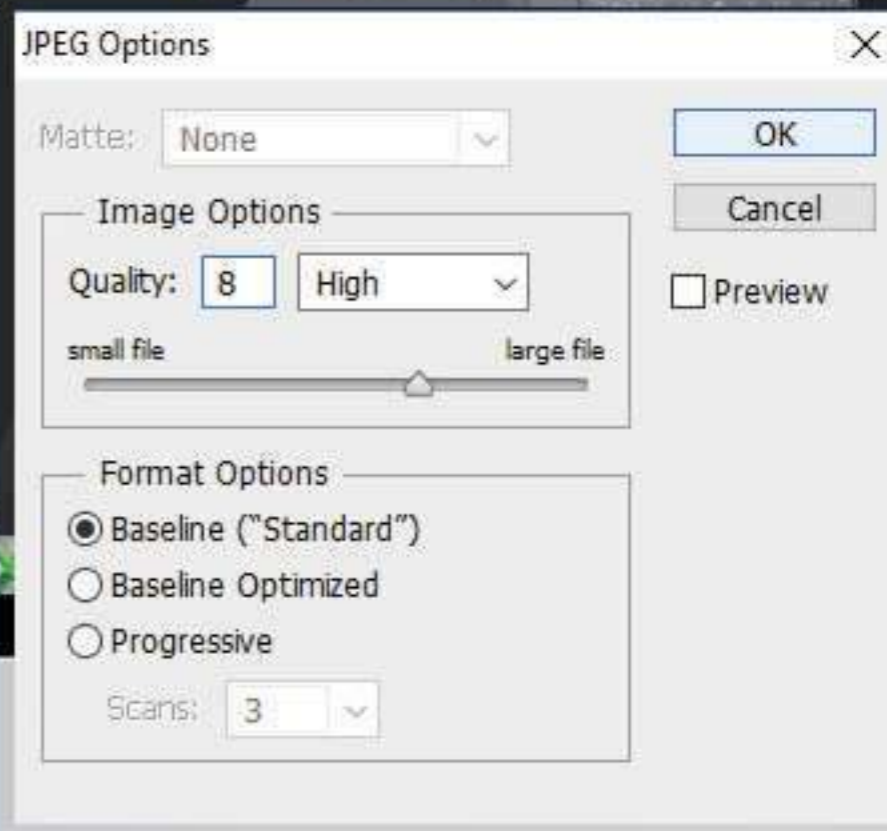 JPEG Options
Matte: None
OK
Cancel
Preview
Image Options
Quality: 8 High
small file large file
Format Options
Baseline (“Standard”)
Baseline Optimized
Progressive
Scans: 3